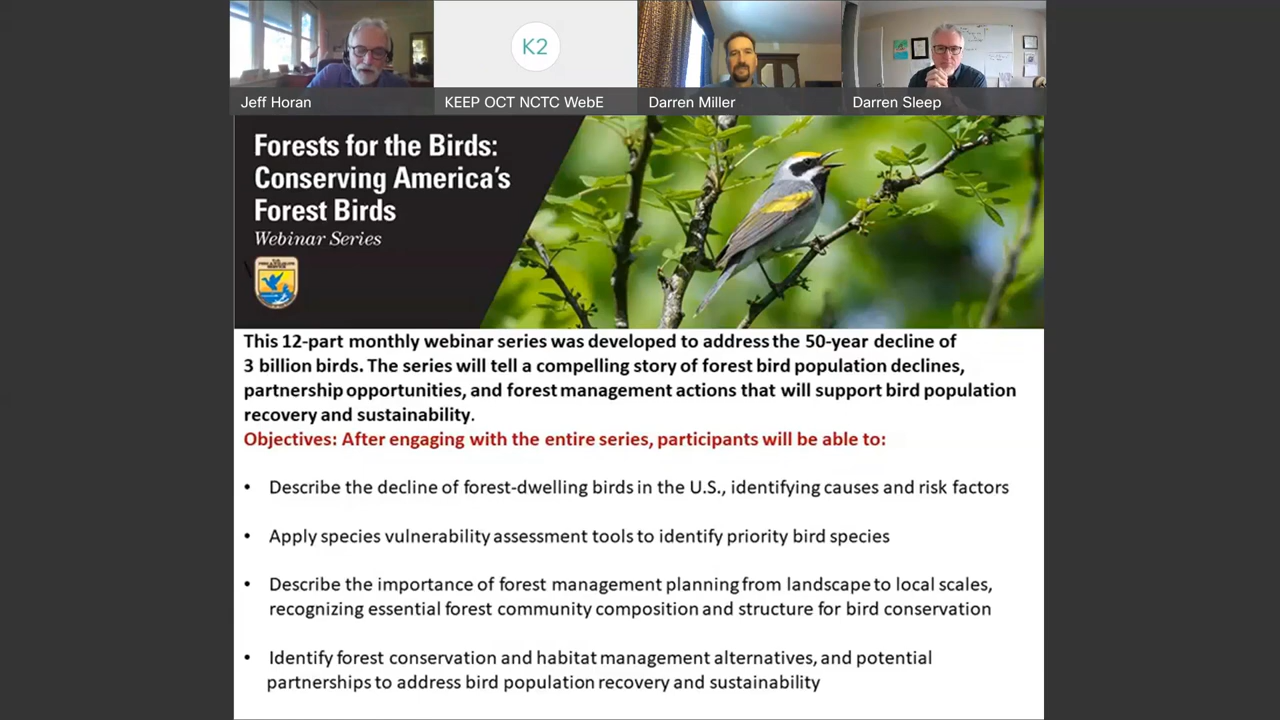 Jeff Horan
K2
KEEP OCT NCTC WebE
Darren Miller
Darren Sleep
Forests for the Birds:
Conserving America's
Forest Birds
Webinar Series
This 12-part monthly webinar series was developed to address the 50-year decline of
3 billion birds. The series will tell a compelling story of forest bird population declines,
partnership opportunities, and forest management actions that will support bird population
recovery and sustainability.
Objectives: After engaging with the entire series, participants will be able to:
• Describe the decline of forest-dwelling birds in the U.S., identifying causes and risk factors
• Apply species vulnerability assessment tools to identify priority bird species
• Describe the importance of forest management planning from landscape to local scales,
recognizing essential forest community composition and structure for bird conservation
• Identify forest conservation and habitat management alternatives, and potential
partnerships to address bird population recovery and sustainability